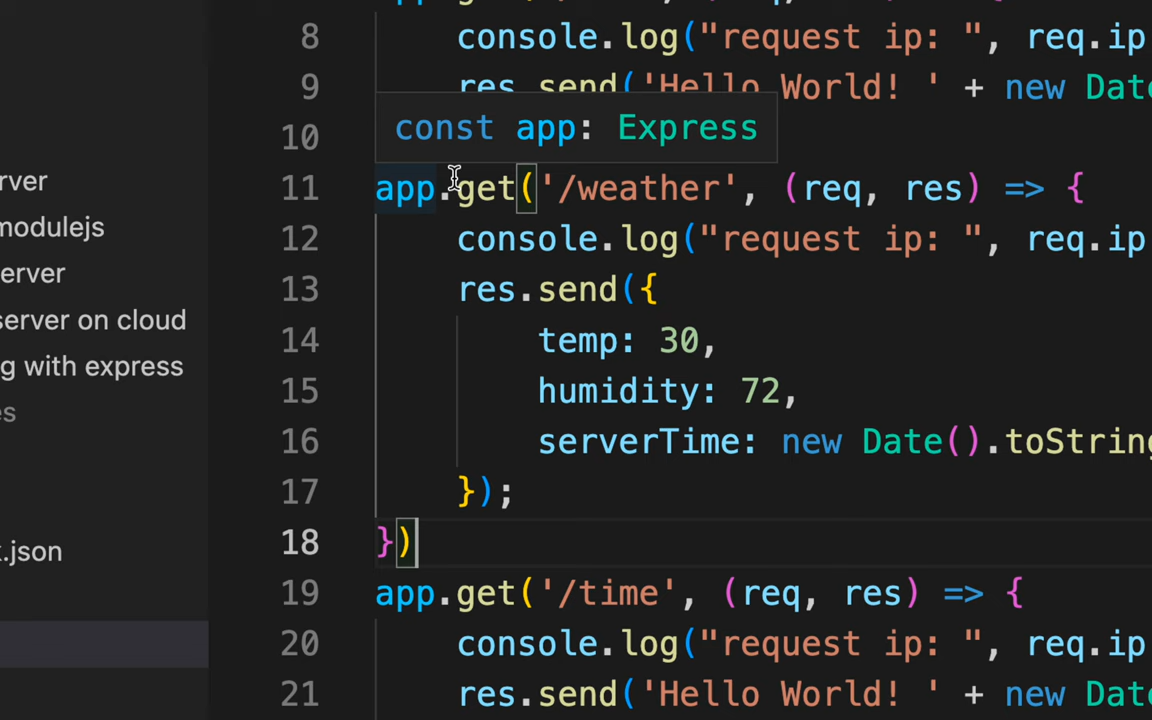 8 console.log("request ip: ", req.ip
9 res.send('Hello World! ' + new Date
const app: Express
10
11 app.get('/weather', (req, res) => {
12 console.log("request ip: ", req.ip
13 res.send({
14 temp: 30,
15 humidity: 72,
16 serverTime: new Date().toString
17 });
18 })
19 app.get('/time', (req, res) => {
20 console.log("request ip: ", req.ip
21 res.send('Hello World! ' + new Date
rver
modulejs
erver
server on cloud
g with express
es
.json